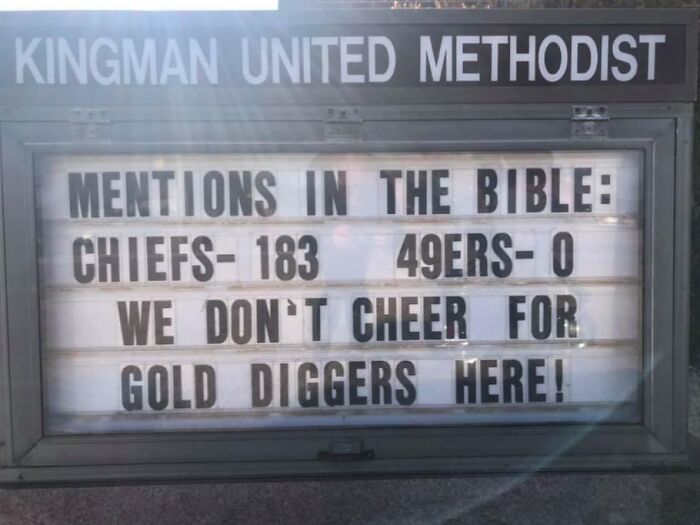 KINGMAN UNITED METHODIST
MENTIONS IN THE BIBLE:
CHIEFS- 183 49ERS- 0
WE DON'T CHEER FOR
GOLD DIGGERS HERE!